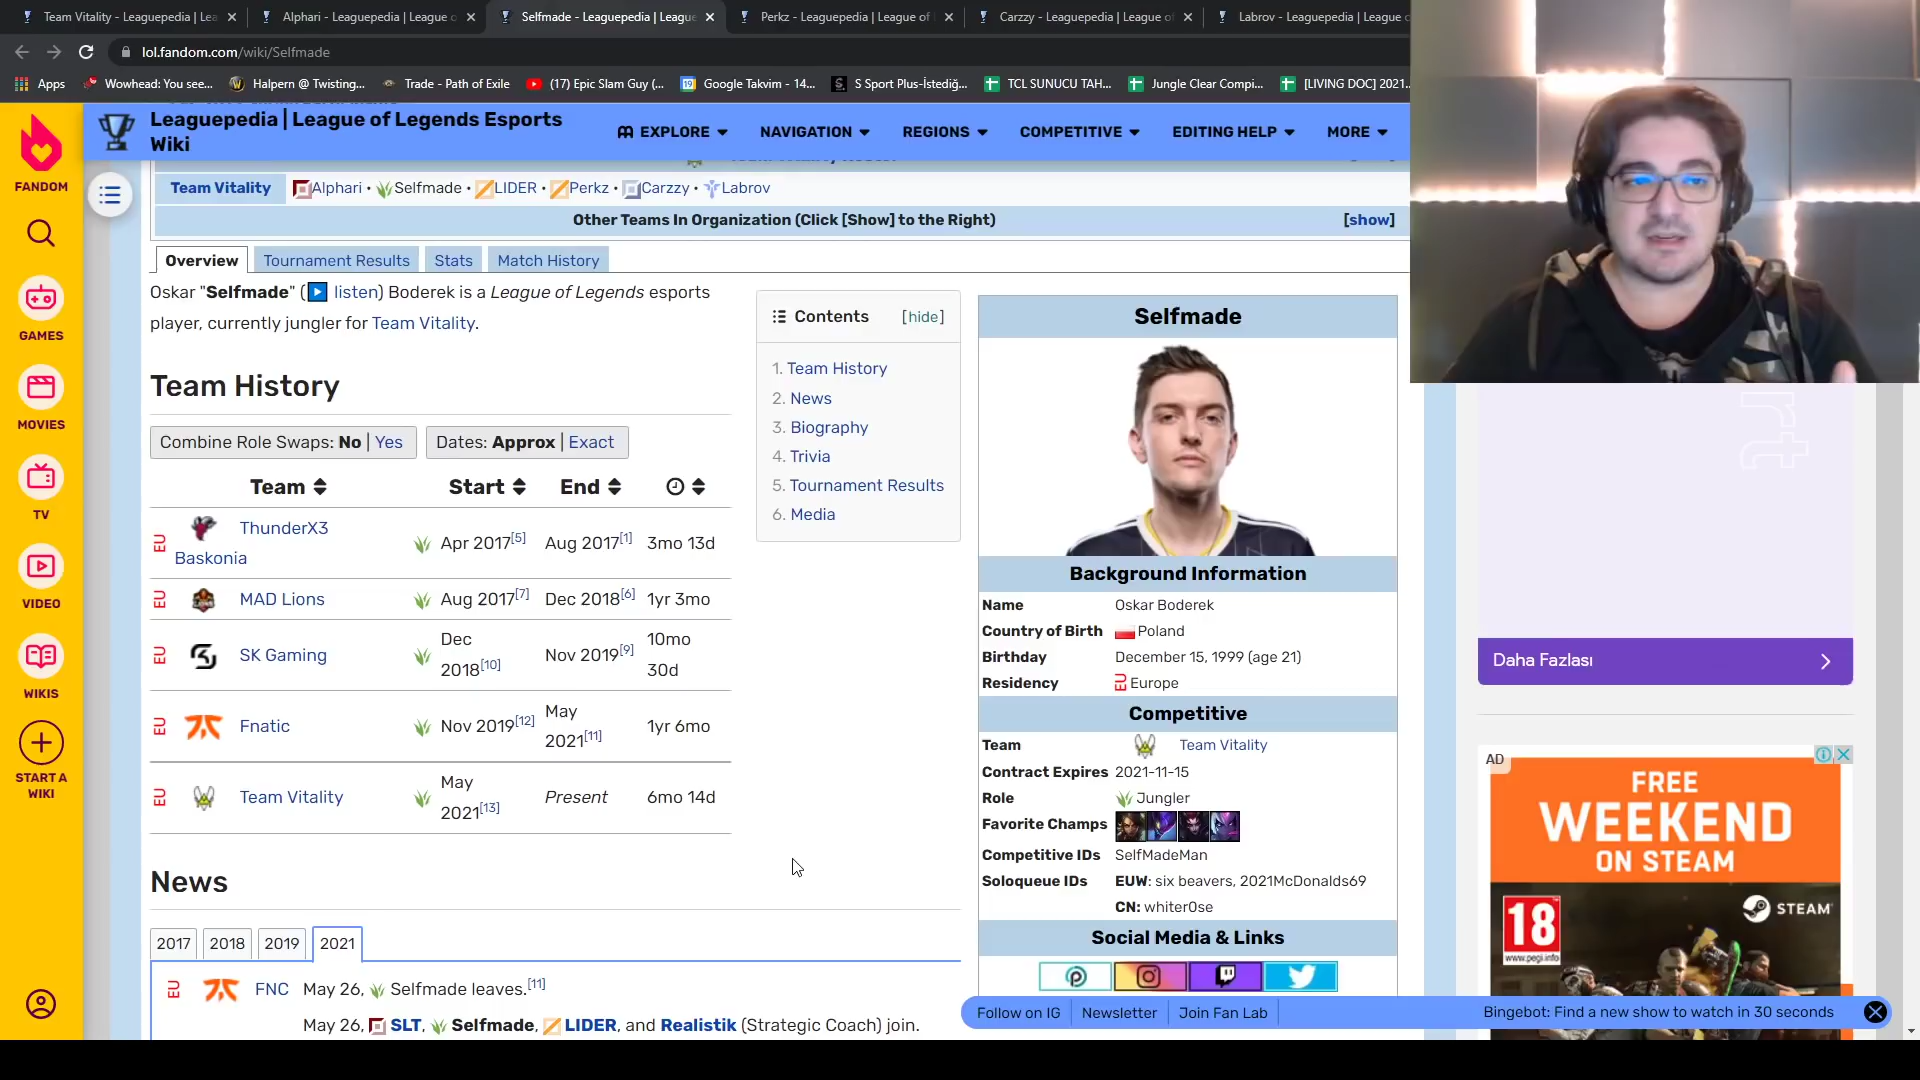 Team Vitality - Leaguepedia | Lea
Alphari - Leaguepedia | League o
Selfmade - Leaguepedia | League
Perkz - Leaguepedia | League of
Carzzy - Leaguepedia | League of
Labrov - Leaguepedia | League o
lol.fandom.com/wiki/Selfmade
Apps
Wowhead: You see...
Halpern @ Twisting...
Trade - Path of Exile
(17) Epic Slam Guy (...
Google Takvim - 14...
S Sport Plus-İstediğ...
TCL SUNUCU TAH...
Jungle Clear Compi...
[LIVING DOC] 2021...
Leaguepedia | League of Legends Esports
Wiki
EXPLORE
NAVIGATION
REGIONS
COMPETITIVE
EDITING HELP
MORE
FANDOM
GAMES
MOVIES
TV
VIDEO
WIKIS
START A
WIKI
Team Vitality
Alphari • Selfmade • LIDER • Perkz • Carzzy • Labrov
Other Teams In Organization (Click [Show] to the Right)
[show]
Overview
Tournament Results
Stats
Match History
Oskar "Selfmade" ( listen) Boderek is a League of Legends esports
player, currently jungler for Team Vitality.
Team History
Combine Role Swaps: No | Yes
Dates: Approx | Exact
Team Start End
EU ThunderX3
Baskonia
Apr 2017[5] Aug 2017[1] 3mo 13d
EU MAD Lions Aug 2017[7] Dec 2018[6] 1yr 3mo
EU SK Gaming
Dec
2018[10]
Nov 2019[9]
10mo
30d
EU Fnatic Nov 2019[12]
May
2021[11]
1yr 6mo
EU Team Vitality
May
2021[13]
Present 6mo 14d
News
2017 2018 2019 2021
EU FNC May 26, Selfmade leaves.[11]
May 26, SLT, Selfmade, LIDER, and Realistik (Strategic Coach) join.
Contents [hide]
1. Team History
2. News
3. Biography
4. Trivia
5. Tournament Results
6. Media
Selfmade
Background Information
Name Oskar Boderek
Country of Birth Poland
Birthday December 15, 1999 (age 21)
Residency EU Europe
Competitive
Team Team Vitality
Contract Expires 2021-11-15
Role Jungler
Favorite Champs
Competitive IDs SelfMadeMan
Soloqueue IDs EUW: six beavers, 2021McDonalds69
CN: whiter0se
Social Media & Links
Follow on IG
Newsletter
Join Fan Lab
Bingebot: Find a new show to watch in 30 seconds
Daha Fazlası
AD
FREE
WEEKEND
ON STEAM
18
www.pegi.info
STEAM